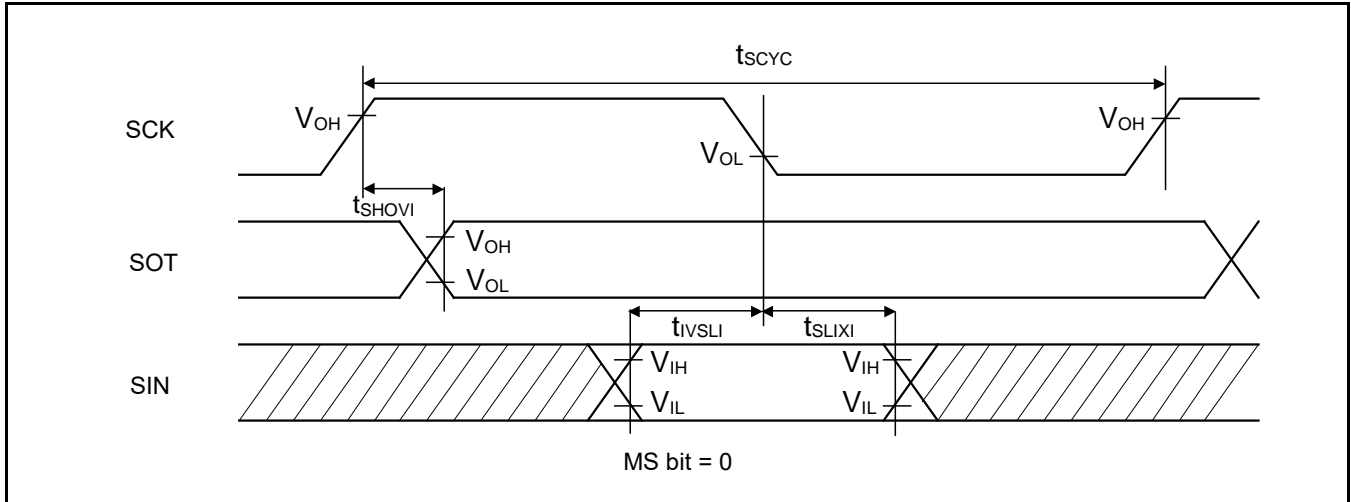 tSCYC
SCK
VOH
VOL
VOH
tSHOVI
SOT
VOH
VOL
tIVSLI
tSLIXI
SIN
VIH
VIH
VIL
VIL
MS bit = 0